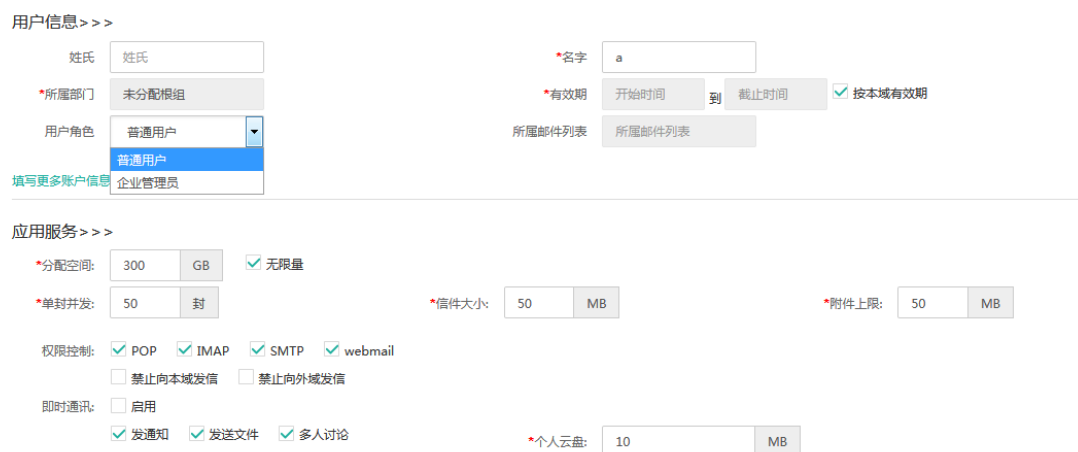 用户信息>>>
姓氏 姓氏 *名字 a
*所属部门 未分配根组 *有效期 开始时间 到 截止时间 按本域有效期
用户角色 普通用户 所属邮件列表 所属邮件列表
普通用户
填写更多账户信息 企业管理员
应用服务>>>
*分配空间: 300 GB 无限量
*单封并发: 50 封 *信件大小: 50 MB *附件上限: 50 MB
权限控制: POP IMAP SMTP webmail
禁止向本域发信 禁止向外域发信
即时通讯: 启用
发通知 发送文件 多人讨论 *个人云盘: 10 MB